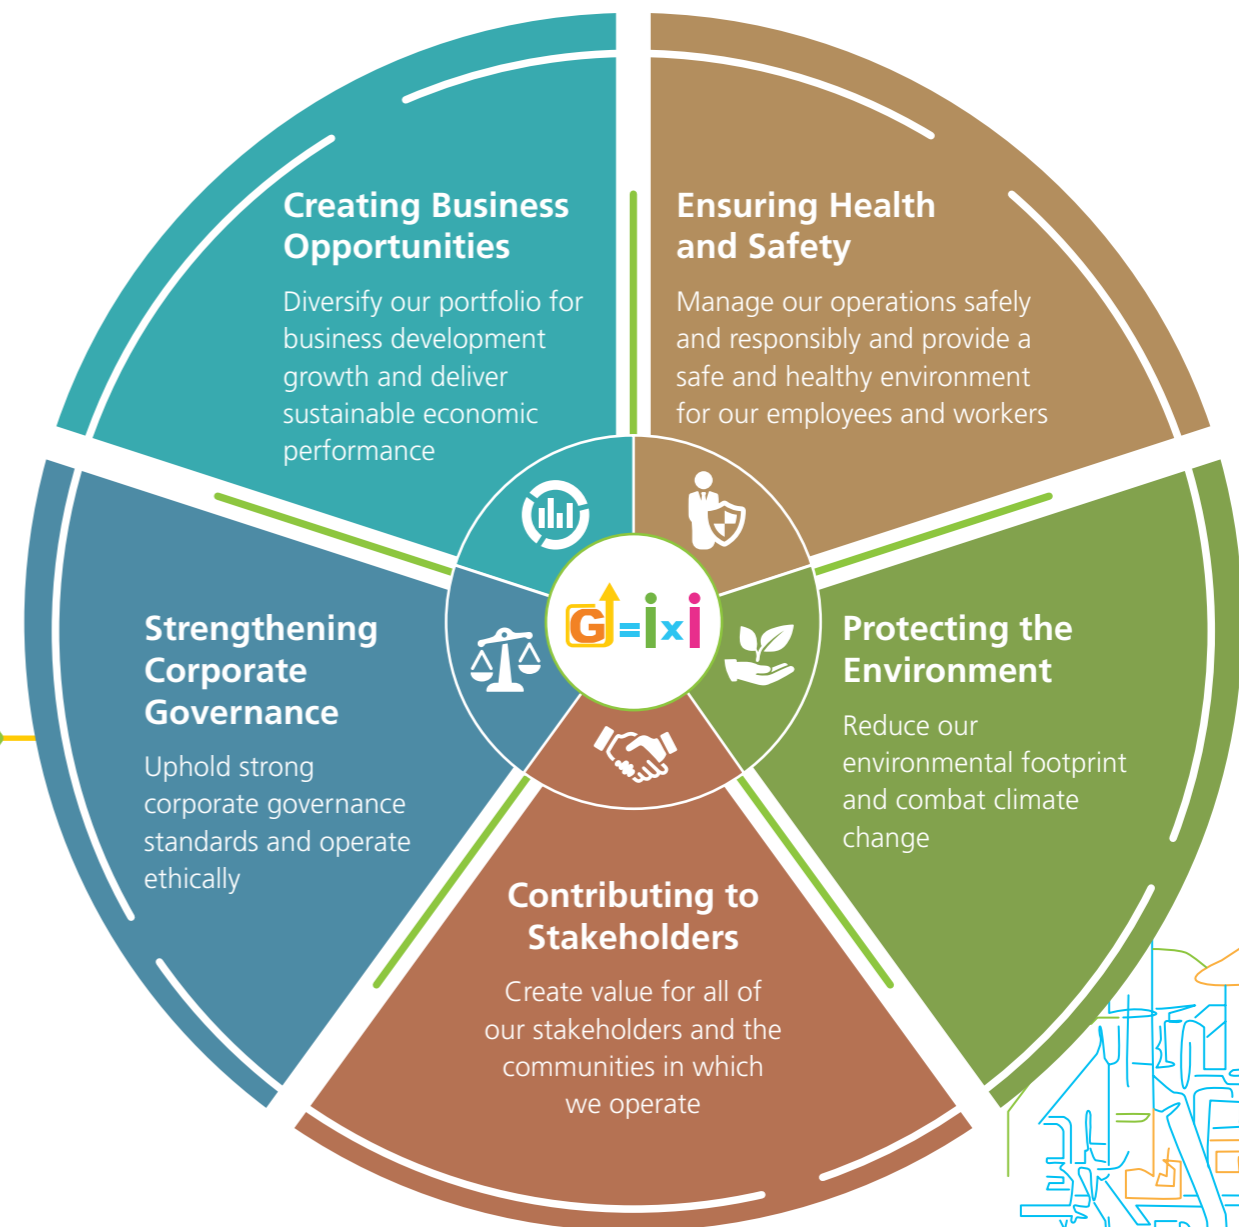 Creating Business
Opportunities
Diversify our portfolio for
business development
growth and deliver
sustainable economic
performance
Ensuring Health
and Safety
Manage our operations safely
and responsibly and provide a
safe and healthy environment
for our employees and workers
G=ixi
Strengthening
Corporate
Governance
Uphold strong
corporate governance
standards and operate
ethically
Protecting the
Environment
Reduce our
environmental footprint
and combat climate
change
Contributing to
Stakeholders
Create value for all of
our stakeholders and the
communities in which
we operate